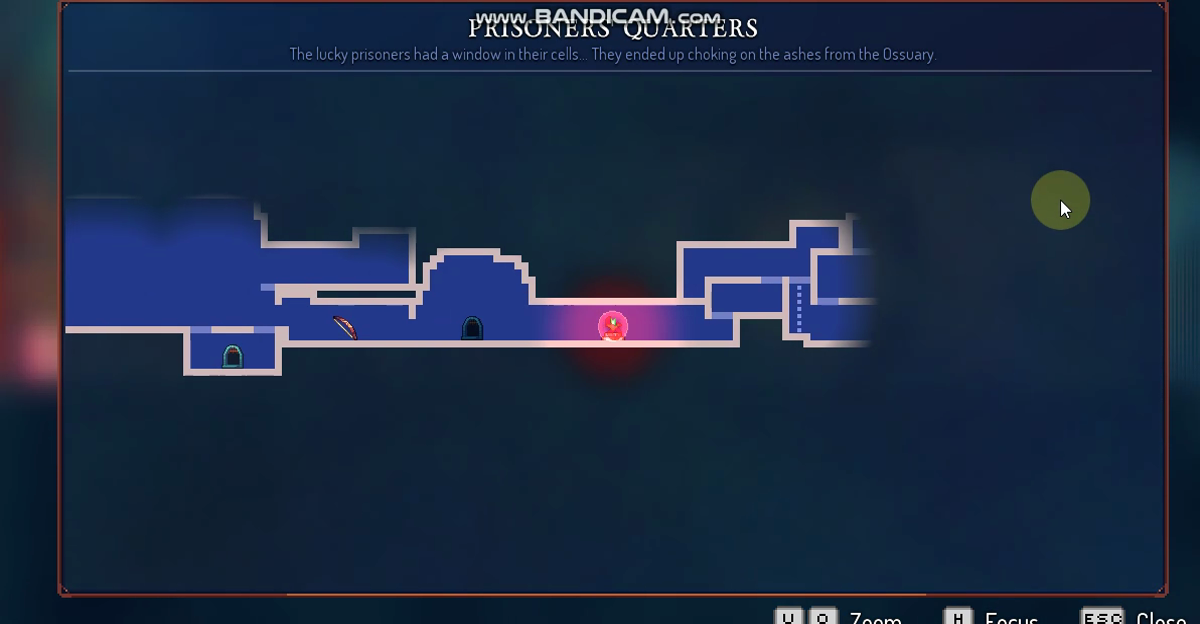 www.BANDICAM.com
PRISONERS' QUARTERS
The lucky prisoners had a window in their cells... They ended up choking on the ashes from the Ossuary.
Zoom H Focus ESC Close